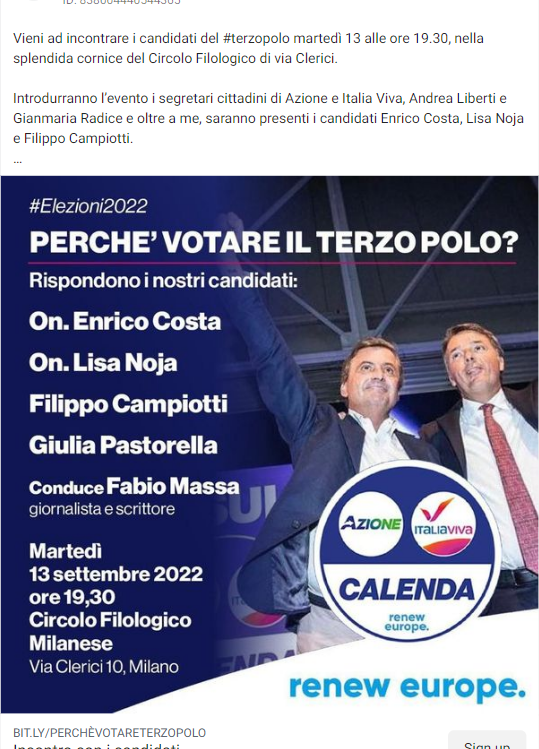 Vieni ad incontrare i candidati del #terzopolo martedì 13 alle ore 19.30, nella
splendida cornice del Circolo Filologico di via Clerici.
Introdurranno l'evento i segretari cittadini di Azione e Italia Viva, Andrea Liberti e
Gianmaria Radice e oltre a me, saranno presenti i candidati Enrico Costa, Lisa Noja
e Filippo Campiotti.
...
#Elezioni2022
PERCHE' VOTARE IL TERZO POLO?
Rispondono i nostri candidati:
On. Enrico Costa
On. Lisa Noja
Filippo Campiotti
Giulia Pastorella
Conduce Fabio Massa
giornalista e scrittore
Martedì
13 settembre 2022
ore 19,30
Circolo Filologico
Milanese
Via Clerici 10, Milano
AZIONE
ITALIAVIVA
CALENDA
renew
europe.
renew europe.
BIT.LY/PERCHÈVOTARETERZOPOLO
Incontro con i candidati
Sign up